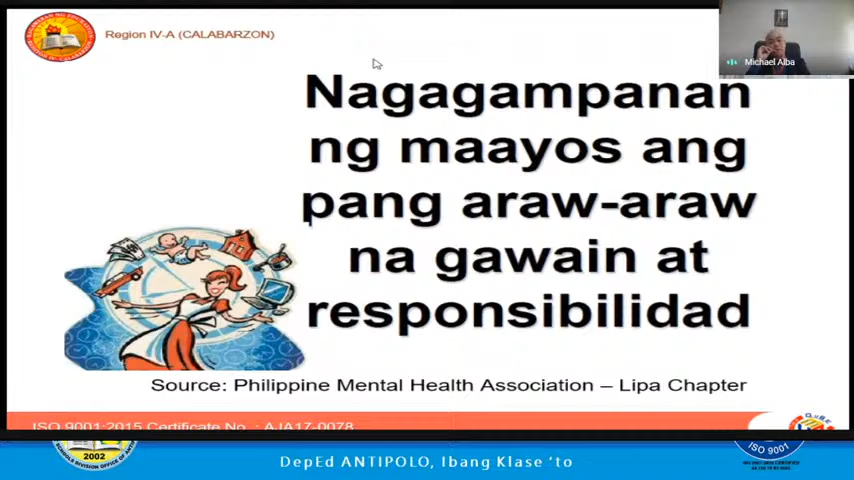 Region IV-A (CALABARZON)
Michael Alba
Nagagampanan
ng maayos ang
pang araw-araw
na gawain at
responsibilidad
Source: Philippine Mental Health Association – Lipa Chapter
ISO 9001:2015 Certificate No. : AJA17-0078
2002
DepEd ANTIPOLO, Ibang Klase 'to
ISO 9001